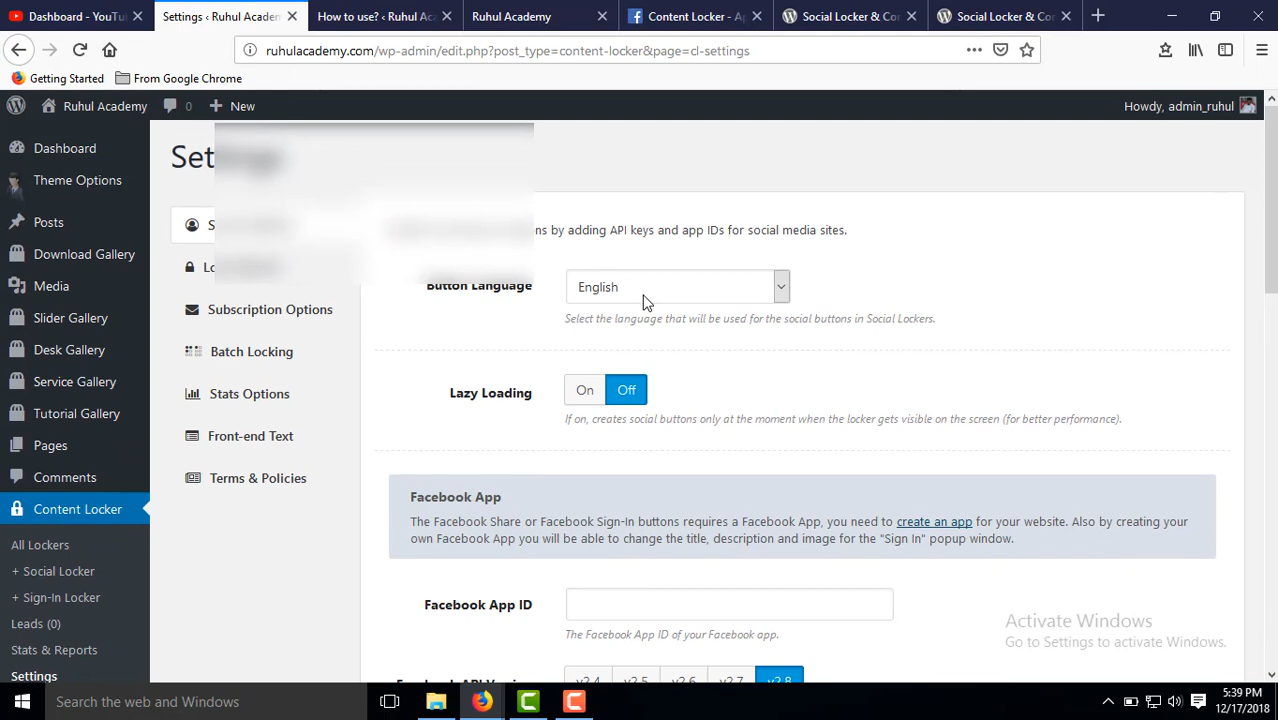 Dashboard - YouTu
Settings ‹ Ruhul Academ
How to use? ‹ Ruhul Ac
Ruhul Academy
Content Locker - Ap
Social Locker & Co
Social Locker & Co
ruhulacademy.com/wp-admin/edit.php?post_type=content-locker&page=cl-settings
Getting Started
From Google Chrome
Ruhul Academy
0
New
Howdy, admin_ruhul
Dashboard
Theme Options
Posts
Download Gallery
Media
Slider Gallery
Desk Gallery
Service Gallery
Tutorial Gallery
Pages
Comments
Content Locker
All Lockers
+ Social Locker
+ Sign-In Locker
Leads (0)
Stats & Reports
Settings
Settings
Subscription Options
Batch Locking
Stats Options
Front-end Text
Terms & Policies
ns by adding API keys and app IDs for social media sites.
Button Language
English
Select the language that will be used for the social buttons in Social Lockers.
Lazy Loading
On
Off
If on, creates social buttons only at the moment when the locker gets visible on the screen (for better performance).
Facebook App
The Facebook Share or Facebook Sign-In buttons requires a Facebook App, you need to create an app for your website. Also by creating your
own Facebook App you will be able to change the title, description and image for the "Sign In" popup window.
Facebook App ID
The Facebook App ID of your Facebook app.
v2.4
v2.5
v2.6
v2.7
v2.8
Activate Windows
Go to Settings to activate Windows.
Search the web and Windows
5:39 PM
12/17/2018